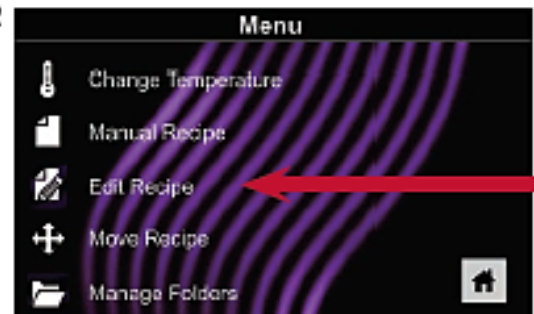 Menu
Change Temperature
Manual Recipe
Edit Recipe
Move Recipe
Manage Folders